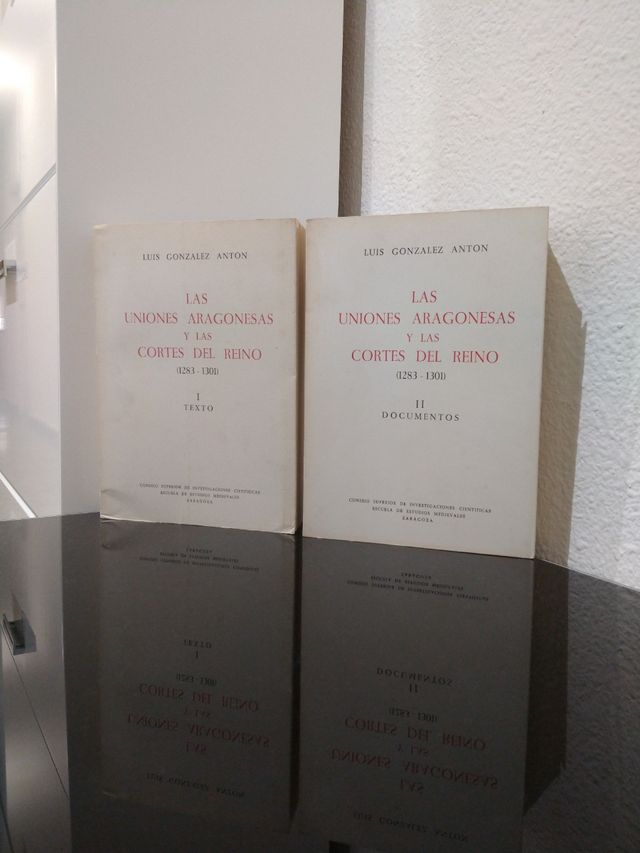 LUIS GONZALEZ ANTON
LAS
UNIONES ARAGONESAS
Y LAS
CORTES DEL REINO
(1283 - 1301)
I
TEXTO
CONSEJO SUPERIOR DE INVESTIGACIONES CIENTIFICAS
ESCUELA DE ESTUDIOS MEDIEVALES
ZARAGOZA
LUIS GONZALEZ ANTON
LAS
UNIONES ARAGONESAS
Y LAS
CORTES DEL REINO
(1283 - 1301)
II
DOCUMENTOS
CONSEJO SUPERIOR DE INVESTIGACIONES CIENTIFICAS
ESCUELA DE ESTUDIOS MEDIEVALES
ZARAGOZA